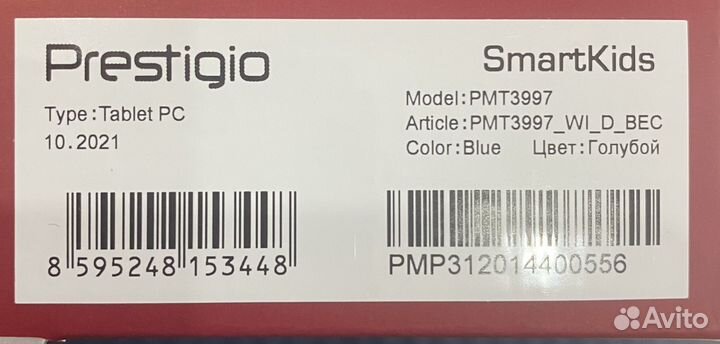 Prestigio
Type:Tablet PC
10.2021
SmartKids
Model:PMT3997
Article:PMT3997_WI_D_BEC
Color:Blue Цвет:Голубой
8 595248 153448
PMP312014400556
Avito